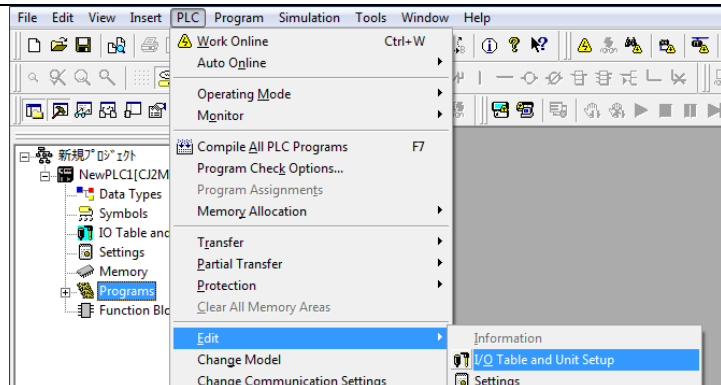 File Edit View Insert PLC Program Simulation Tools Window Help
Work Online Ctrl+W
Auto Online
Operating Mode
Monitor
Compile All PLC Programs F7
Program Check Options...
Program Assignments
Memory Allocation
Transfer
Partial Transfer
Protection
Clear All Memory Areas
Edit
Change Model
Change Communication Settings
Information
I/O Table and Unit Setup
Settings
新規ﾌﾟﾛｼﾞｪｸﾄ
NewPLC1[CJ2M
Data Types
Symbols
IO Table and
Settings
Memory
Programs
Function Blo